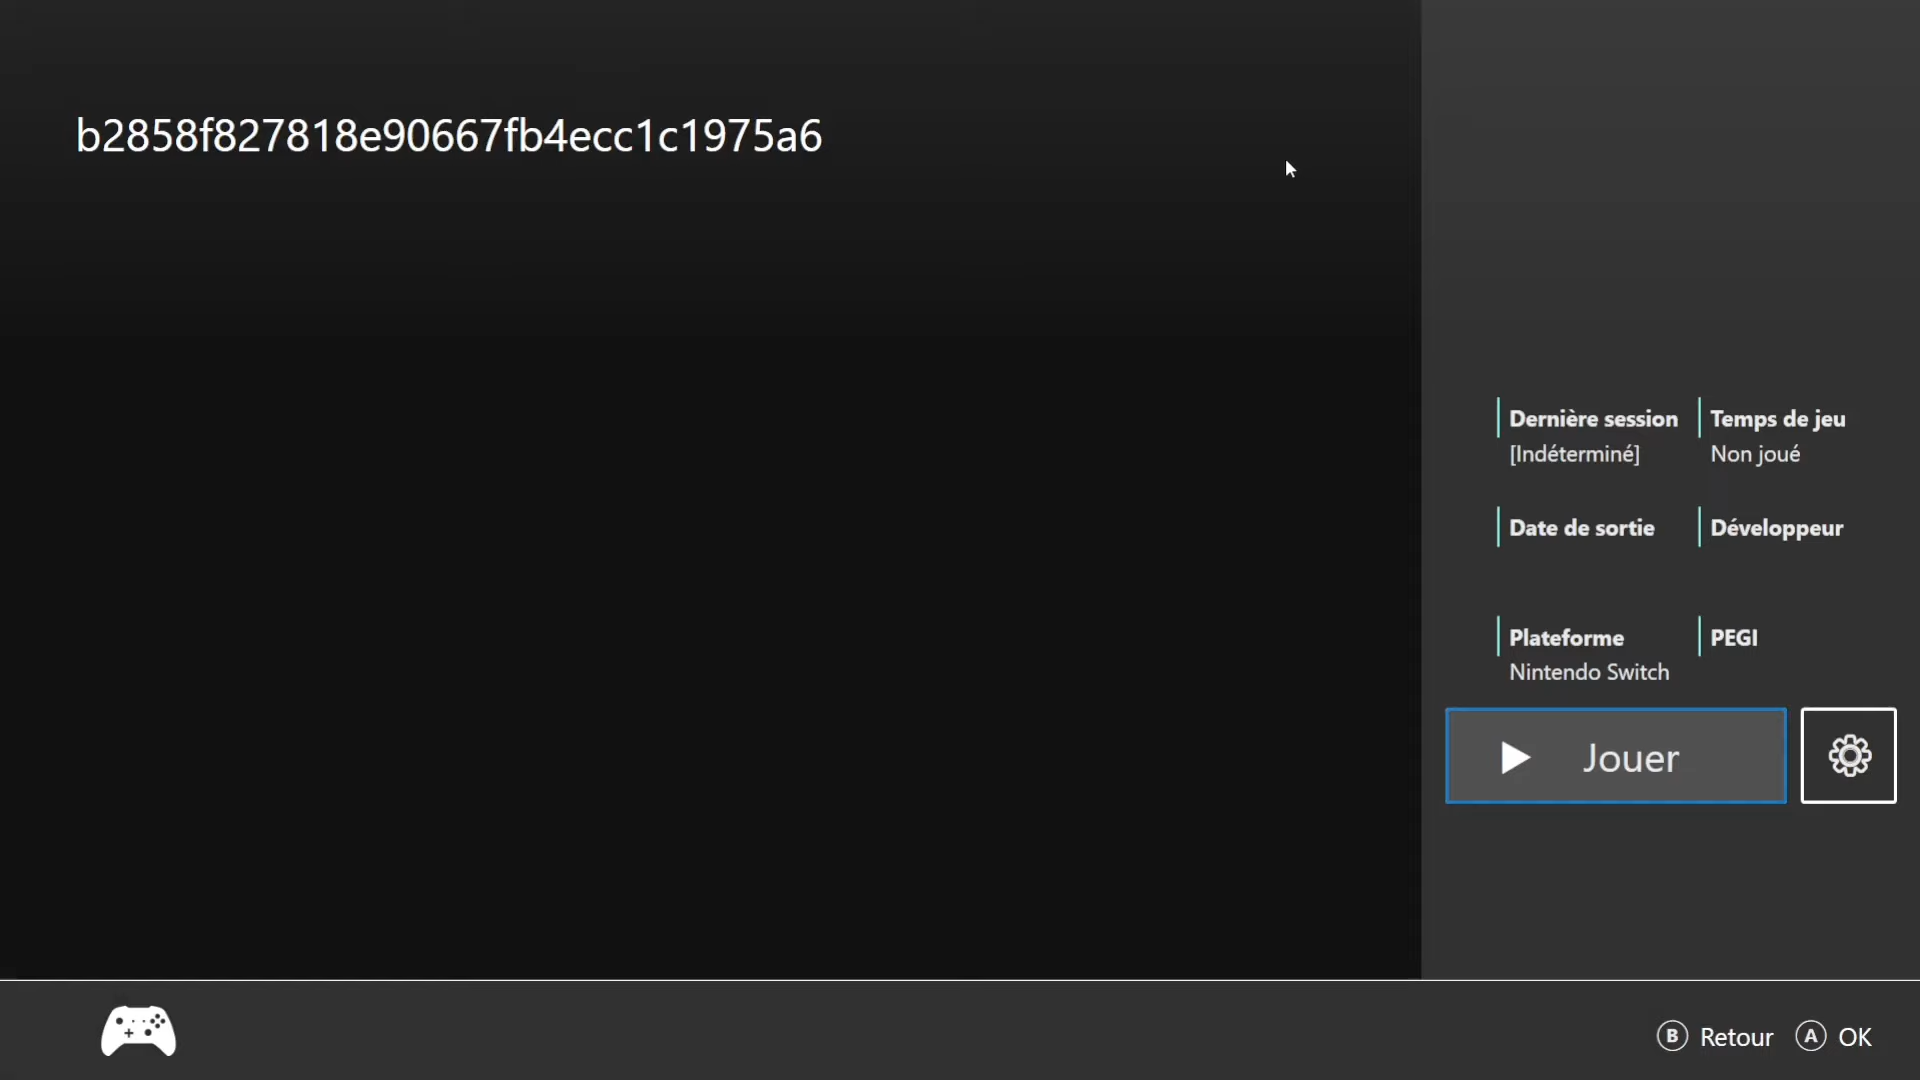 b2858f827818e90667fb4ecc1c1975a6
Dernière session
[Indéterminé]
Temps de jeu
Non joué
Date de sortie
Développeur
Plateforme
Nintendo Switch
PEGI
Jouer
B Retour
A OK